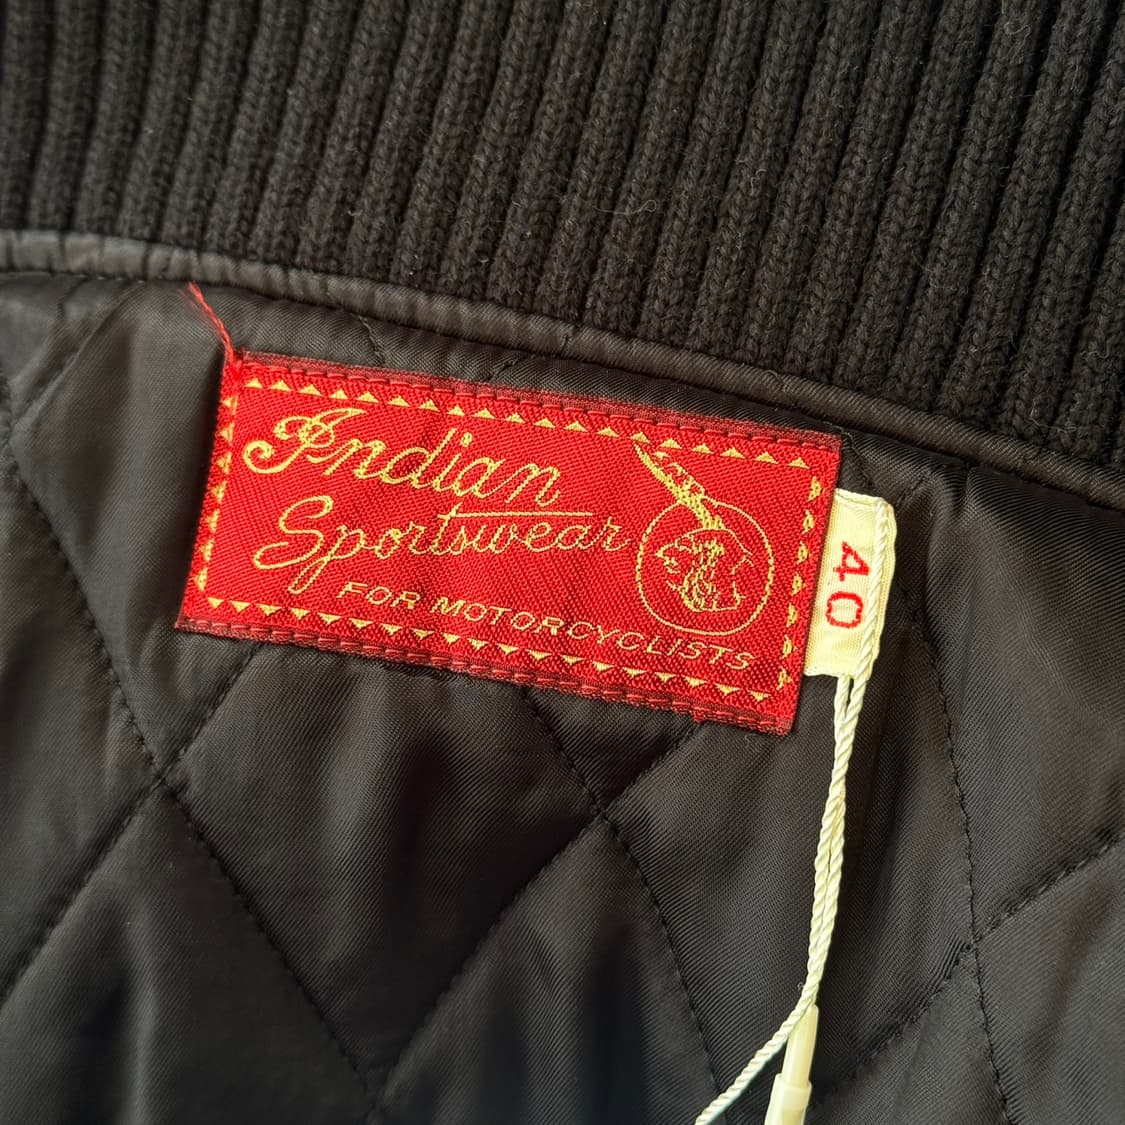 Indian
Sportswear
FOR MOTORCYCLISTS
40